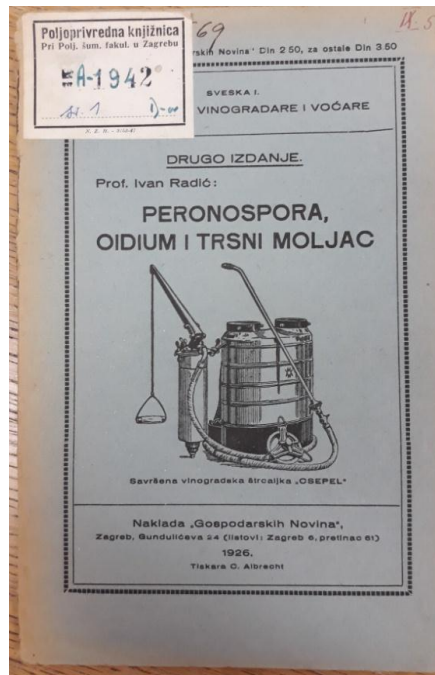 Poljoprivredna knjižnica
Pri Polj. šum. fakul. u Zagrebu
A-1942
69
rskih Novina" Din 2 50, za ostale Din 3.50
SVESKA I.
VINOGRADARE I VOĆARE
DRUGO IZDANJE.
Prof. Ivan Radić:
PERONOSPORA,
OIDIUM I TRSNI MOLJAC
Savršena vinogradska štrcaljka „CSEPEL"
Naklada „Gospodarskih Novina",
Zagreb, Gundulićeva 24 (listovi: Zagreb 6, pretinac 61)
1926.
Tiskara C. Albrecht